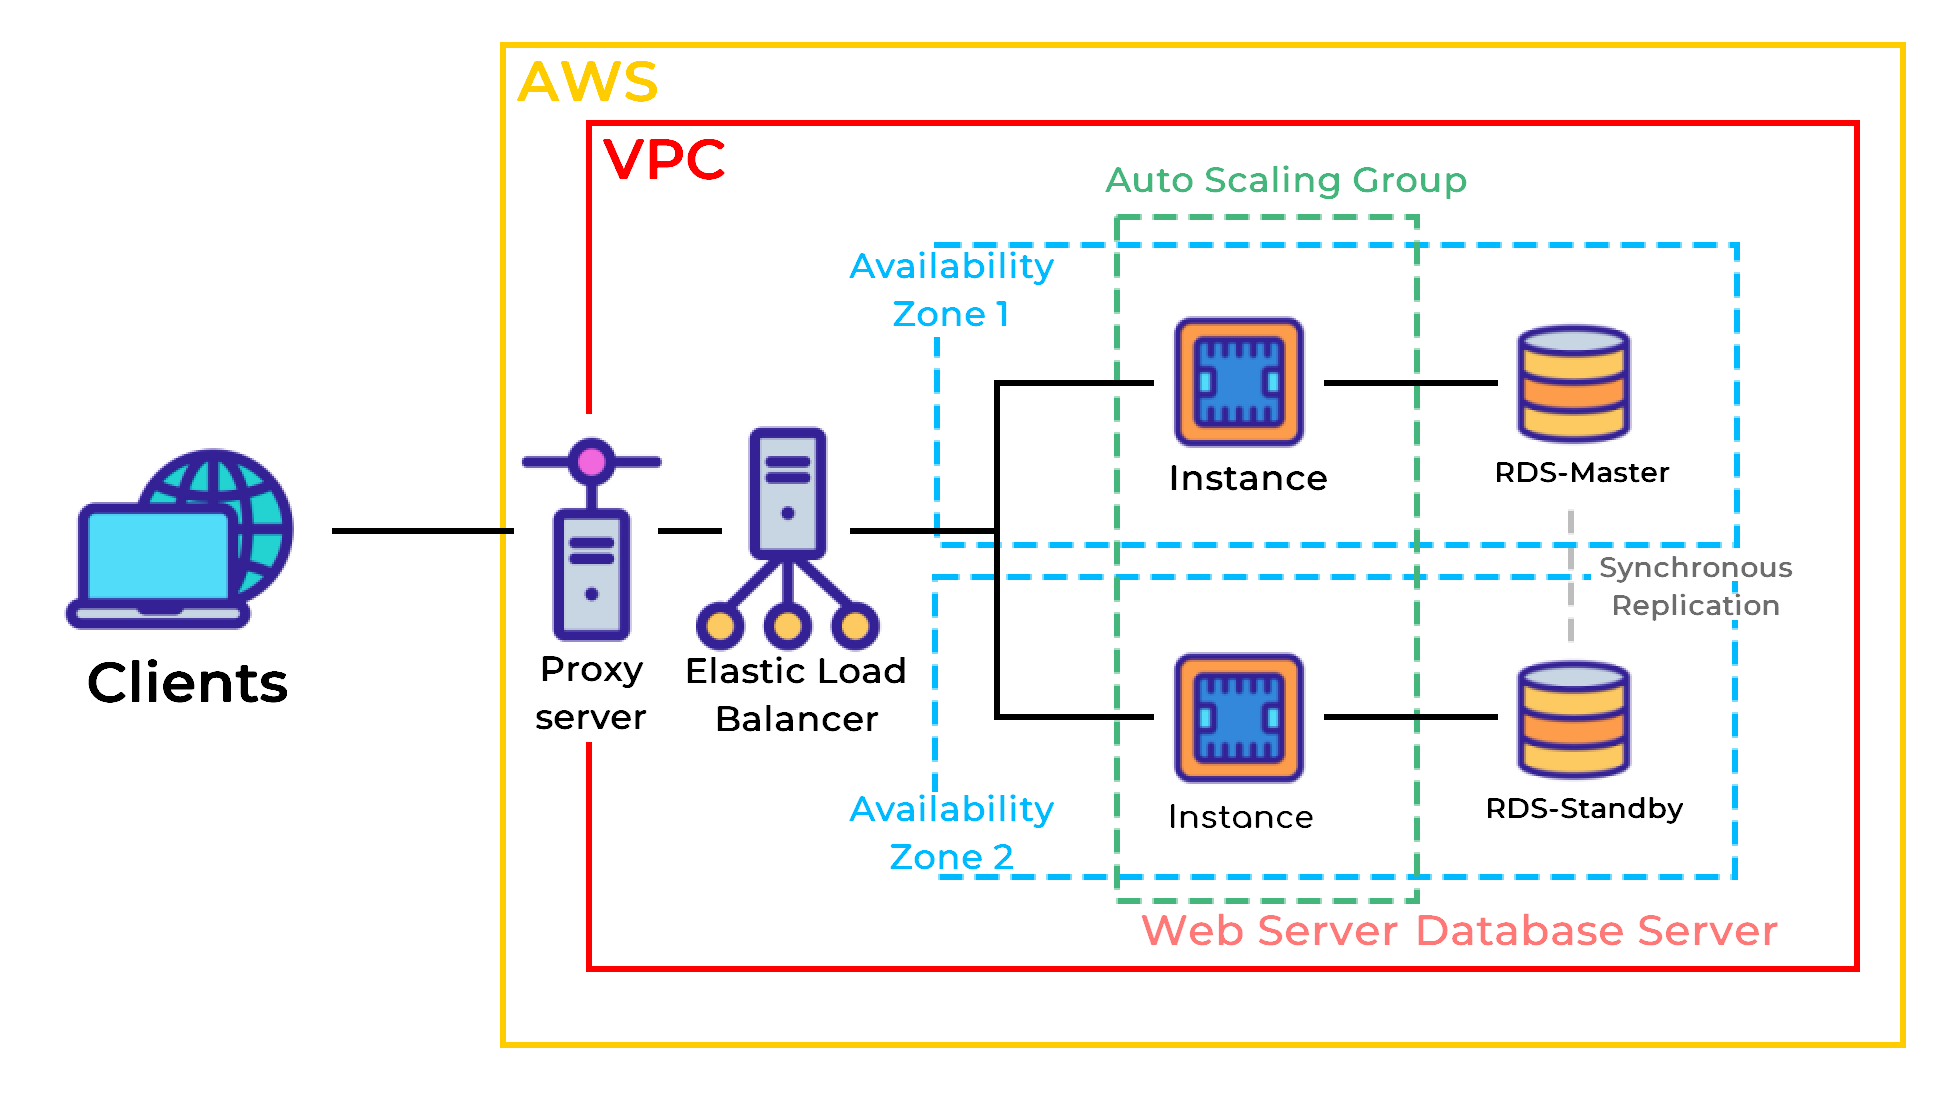 AWS
VPC
Auto Scaling Group
Availability
Zone 1
Instance
RDS-Master
Synchronous
Replication
Clients
Proxy
server
Elastic Load
Balancer
Availability
Zone 2
Instance
RDS-Standby
Web Server
Database Server